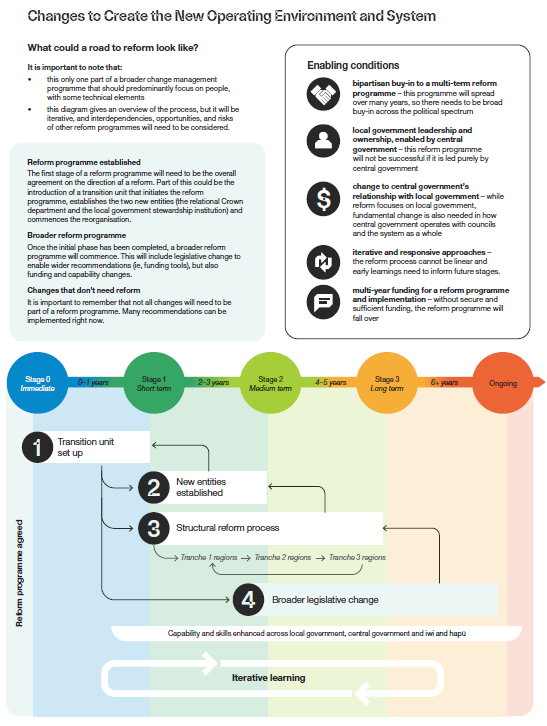 Changes to Create the New Operating Environment and System
What could a road to reform look like?
It is important to note that:
• this only one part of a broader change management
programme that should predominantly focus on people,
with some technical elements
• this diagram gives an overview of the process, but it will be
iterative, and interdependencies, opportunities, and risks
of other reform programmes will need to be considered.
Reform programme established
The first stage of a reform programme will need to be the overall
agreement on the direction of a reform. Part of this could be the
introduction of a transition unit that initiates the reform
programme, establishes the two new entities (the relational Crown
department and the local government stewardship institution) and
commences the reorganisation.
Broader reform programme
Once the initial phase has been completed, a broader reform
programme will commence. This will include legislative change to
enable wider recommendations (ie, funding tools), but also
funding and capability changes.
Changes that don't need reform
It is important to remember that not all changes will need to be
part of a reform programme. Many recommendations can be
implemented right now.
Enabling conditions
bipartisan buy-in to a multi-term reform
programme – this programme will spread
over many years, so there needs to be broad
buy-in across the political spectrum
local government leadership and
ownership, enabled by central
government – this reform programme
will not be successful if it is led purely by
central government
$
change to central government's
relationship with local government – while
reform focuses on local government,
fundamental change is also needed in how
central government operates with councils
and the system as a whole
iterative and responsive approaches –
the reform process cannot be linear and
early learnings need to inform future stages.
multi-year funding for a reform programme
and implementation – without secure and
sufficient funding, the reform programme will
fall over
Stage 0
Immediate
0–1 years
Stage 1
Short term
2–3 years
Stage 2
Medium term
4–5 years
Stage 3
Long term
6+ years
Ongoing
Reform programme agreed
1 Transition unit
set up
2 New entities
established
3 Structural reform process
Tranche 1 regions Tranche 2 regions Tranche 3 regions
4 Broader legislative change
Capability and skills enhanced across local government, central government and iwi and hapū
Iterative learning